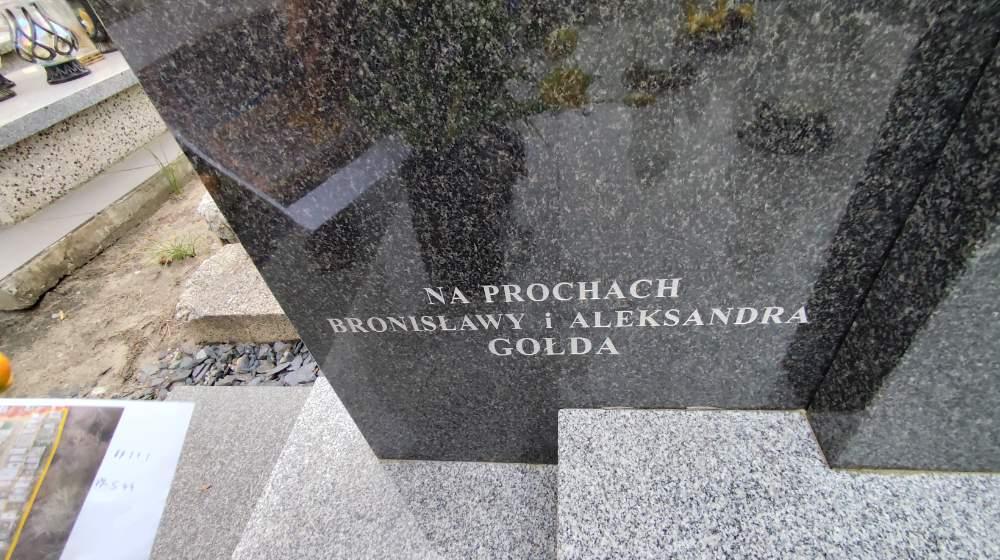 NA PROCHACH
BRONISŁAWY i ALEKSANDRA
GOŁDA